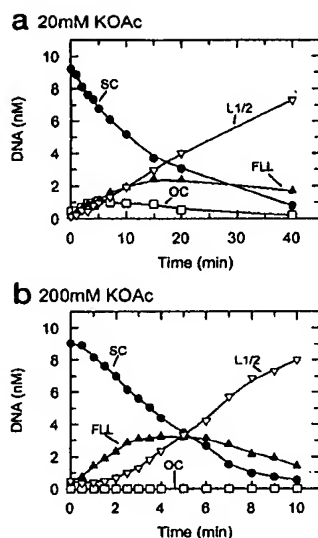 a 20mM KOAc
10
8
6
4
2
0
DNA (nM)
SC
L1/2
FLL
OC
0 10 20 30 40
Time (min)
b 200mM KOAc
10
8
6
4
2
0
DNA (nM)
SC
L1/2
FLL
OC
0 2 4 6 8 10
Time (min)